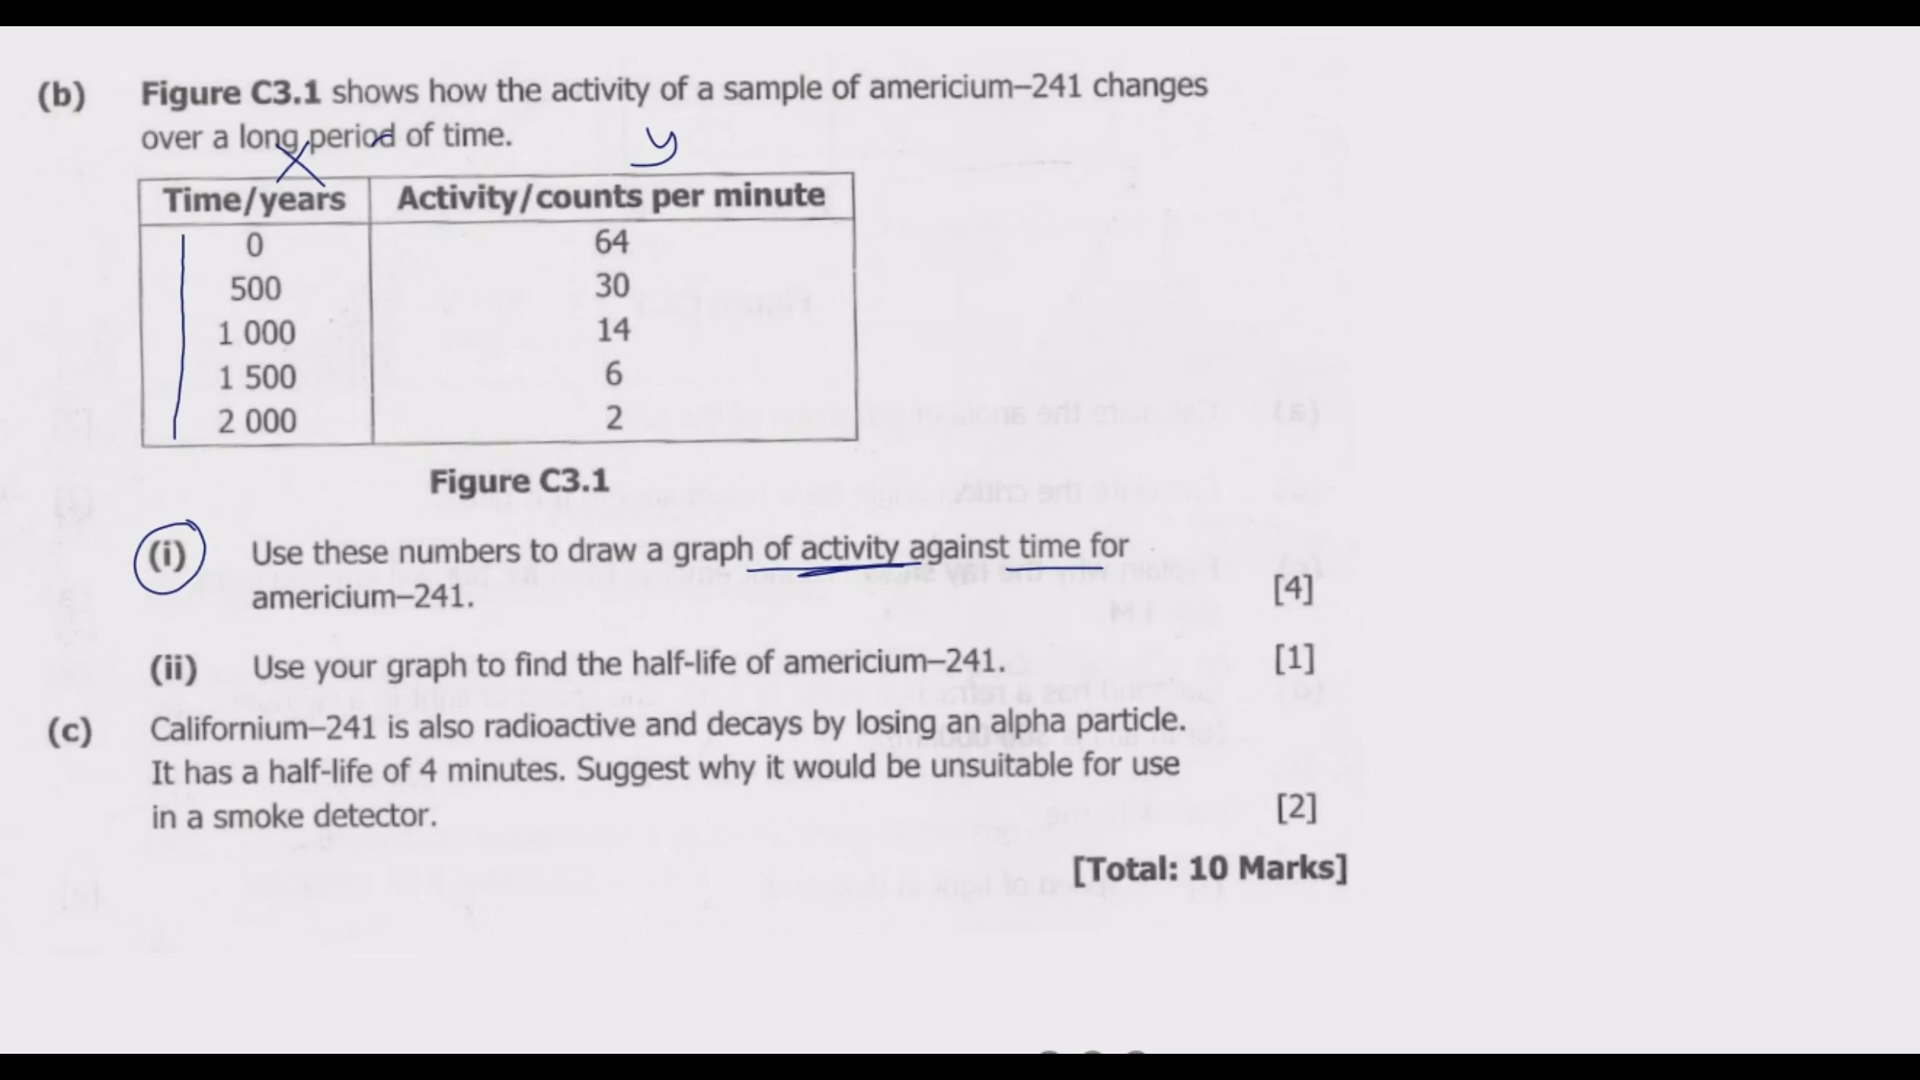 (b) Figure C3.1 shows how the activity of a sample of americium–241 changes
over a long period of time.
x y
Time/years Activity/counts per minute
0 64
500 30
1 000 14
1 500 6
2 000 2
Figure C3.1
(i) Use these numbers to draw a graph of activity against time for
americium–241. [4]
(ii) Use your graph to find the half-life of americium–241. [1]
(c) Californium–241 is also radioactive and decays by losing an alpha particle.
It has a half-life of 4 minutes. Suggest why it would be unsuitable for use
in a smoke detector. [2]
[Total: 10 Marks]